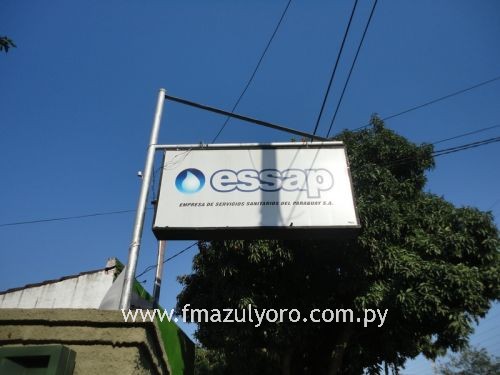 essap
EMPRESA DE SERVICIOS SANITARIOS DEL PARAGUAY S.A.
www.fmazulyoro.com.py